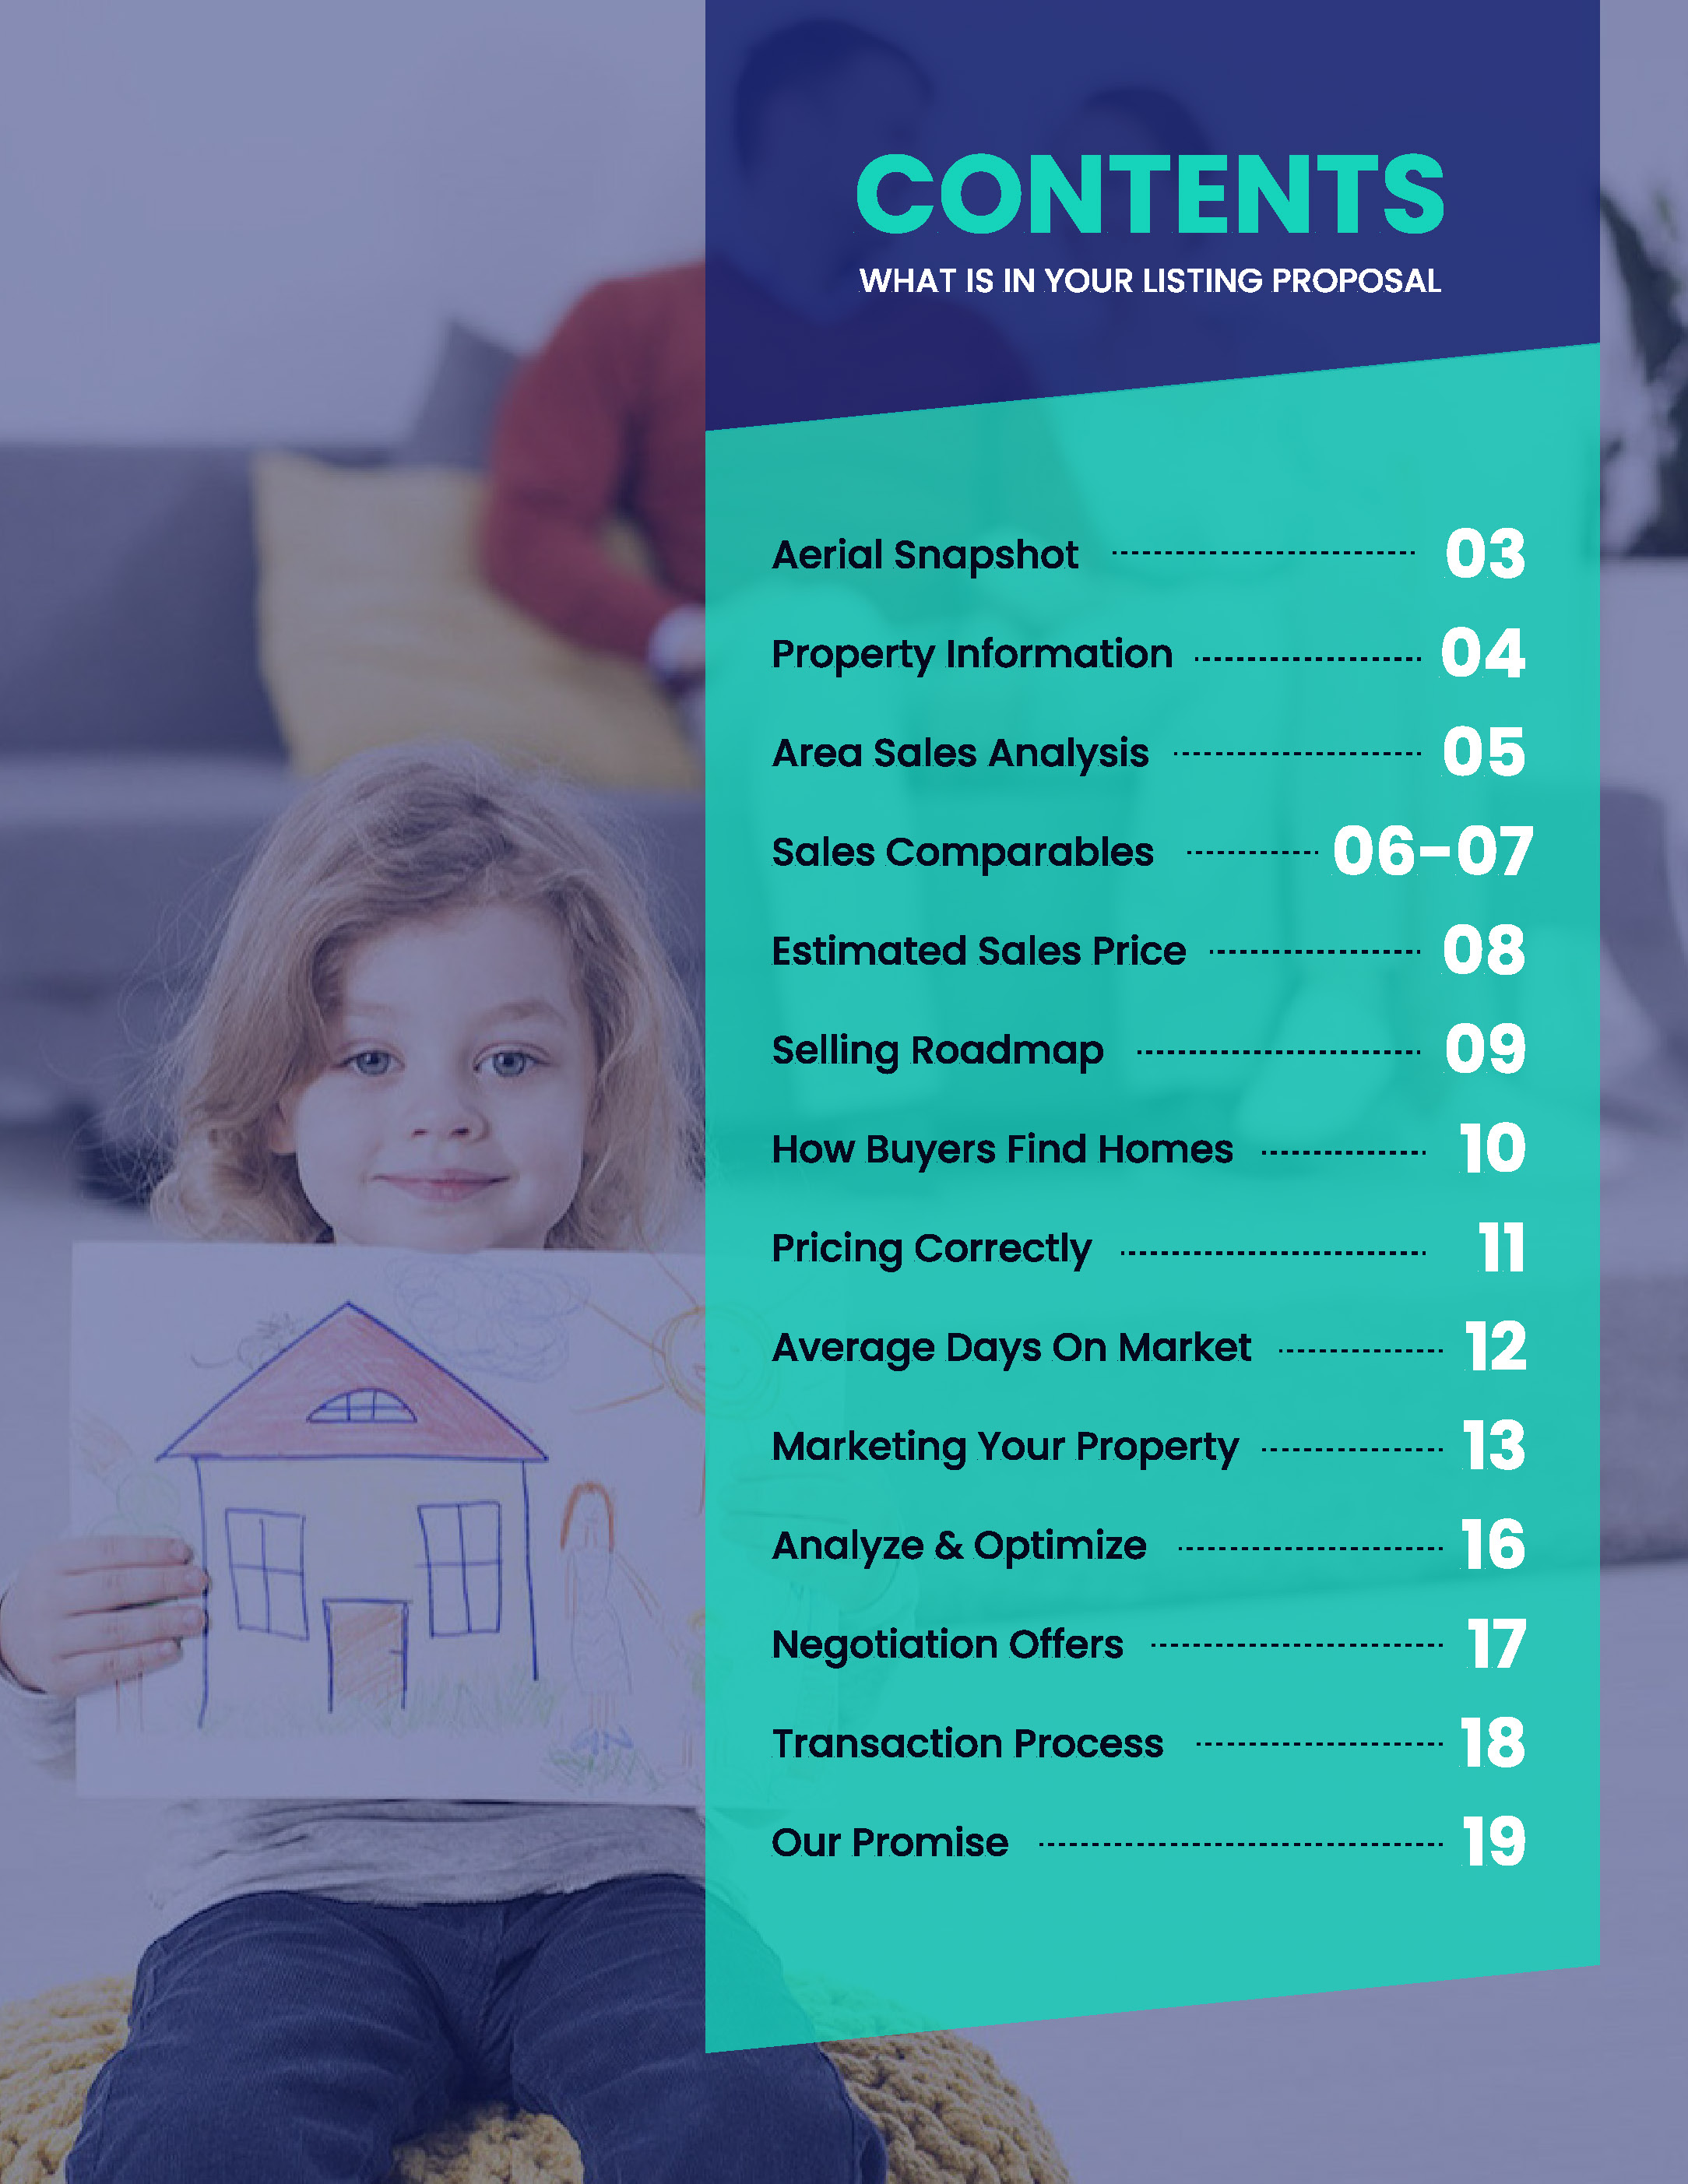 CONTENTS
WHAT IS IN YOUR LISTING PROPOSAL
Aerial Snapshot 03
Property Information 04
Area Sales Analysis 05
Sales Comparables 06-07
Estimated Sales Price 08
Selling Roadmap 09
How Buyers Find Homes 10
Pricing Correctly 11
Average Days On Market 12
Marketing Your Property 13
Analyze & Optimize 16
Negotiation Offers 17
Transaction Process 18
Our Promise 19